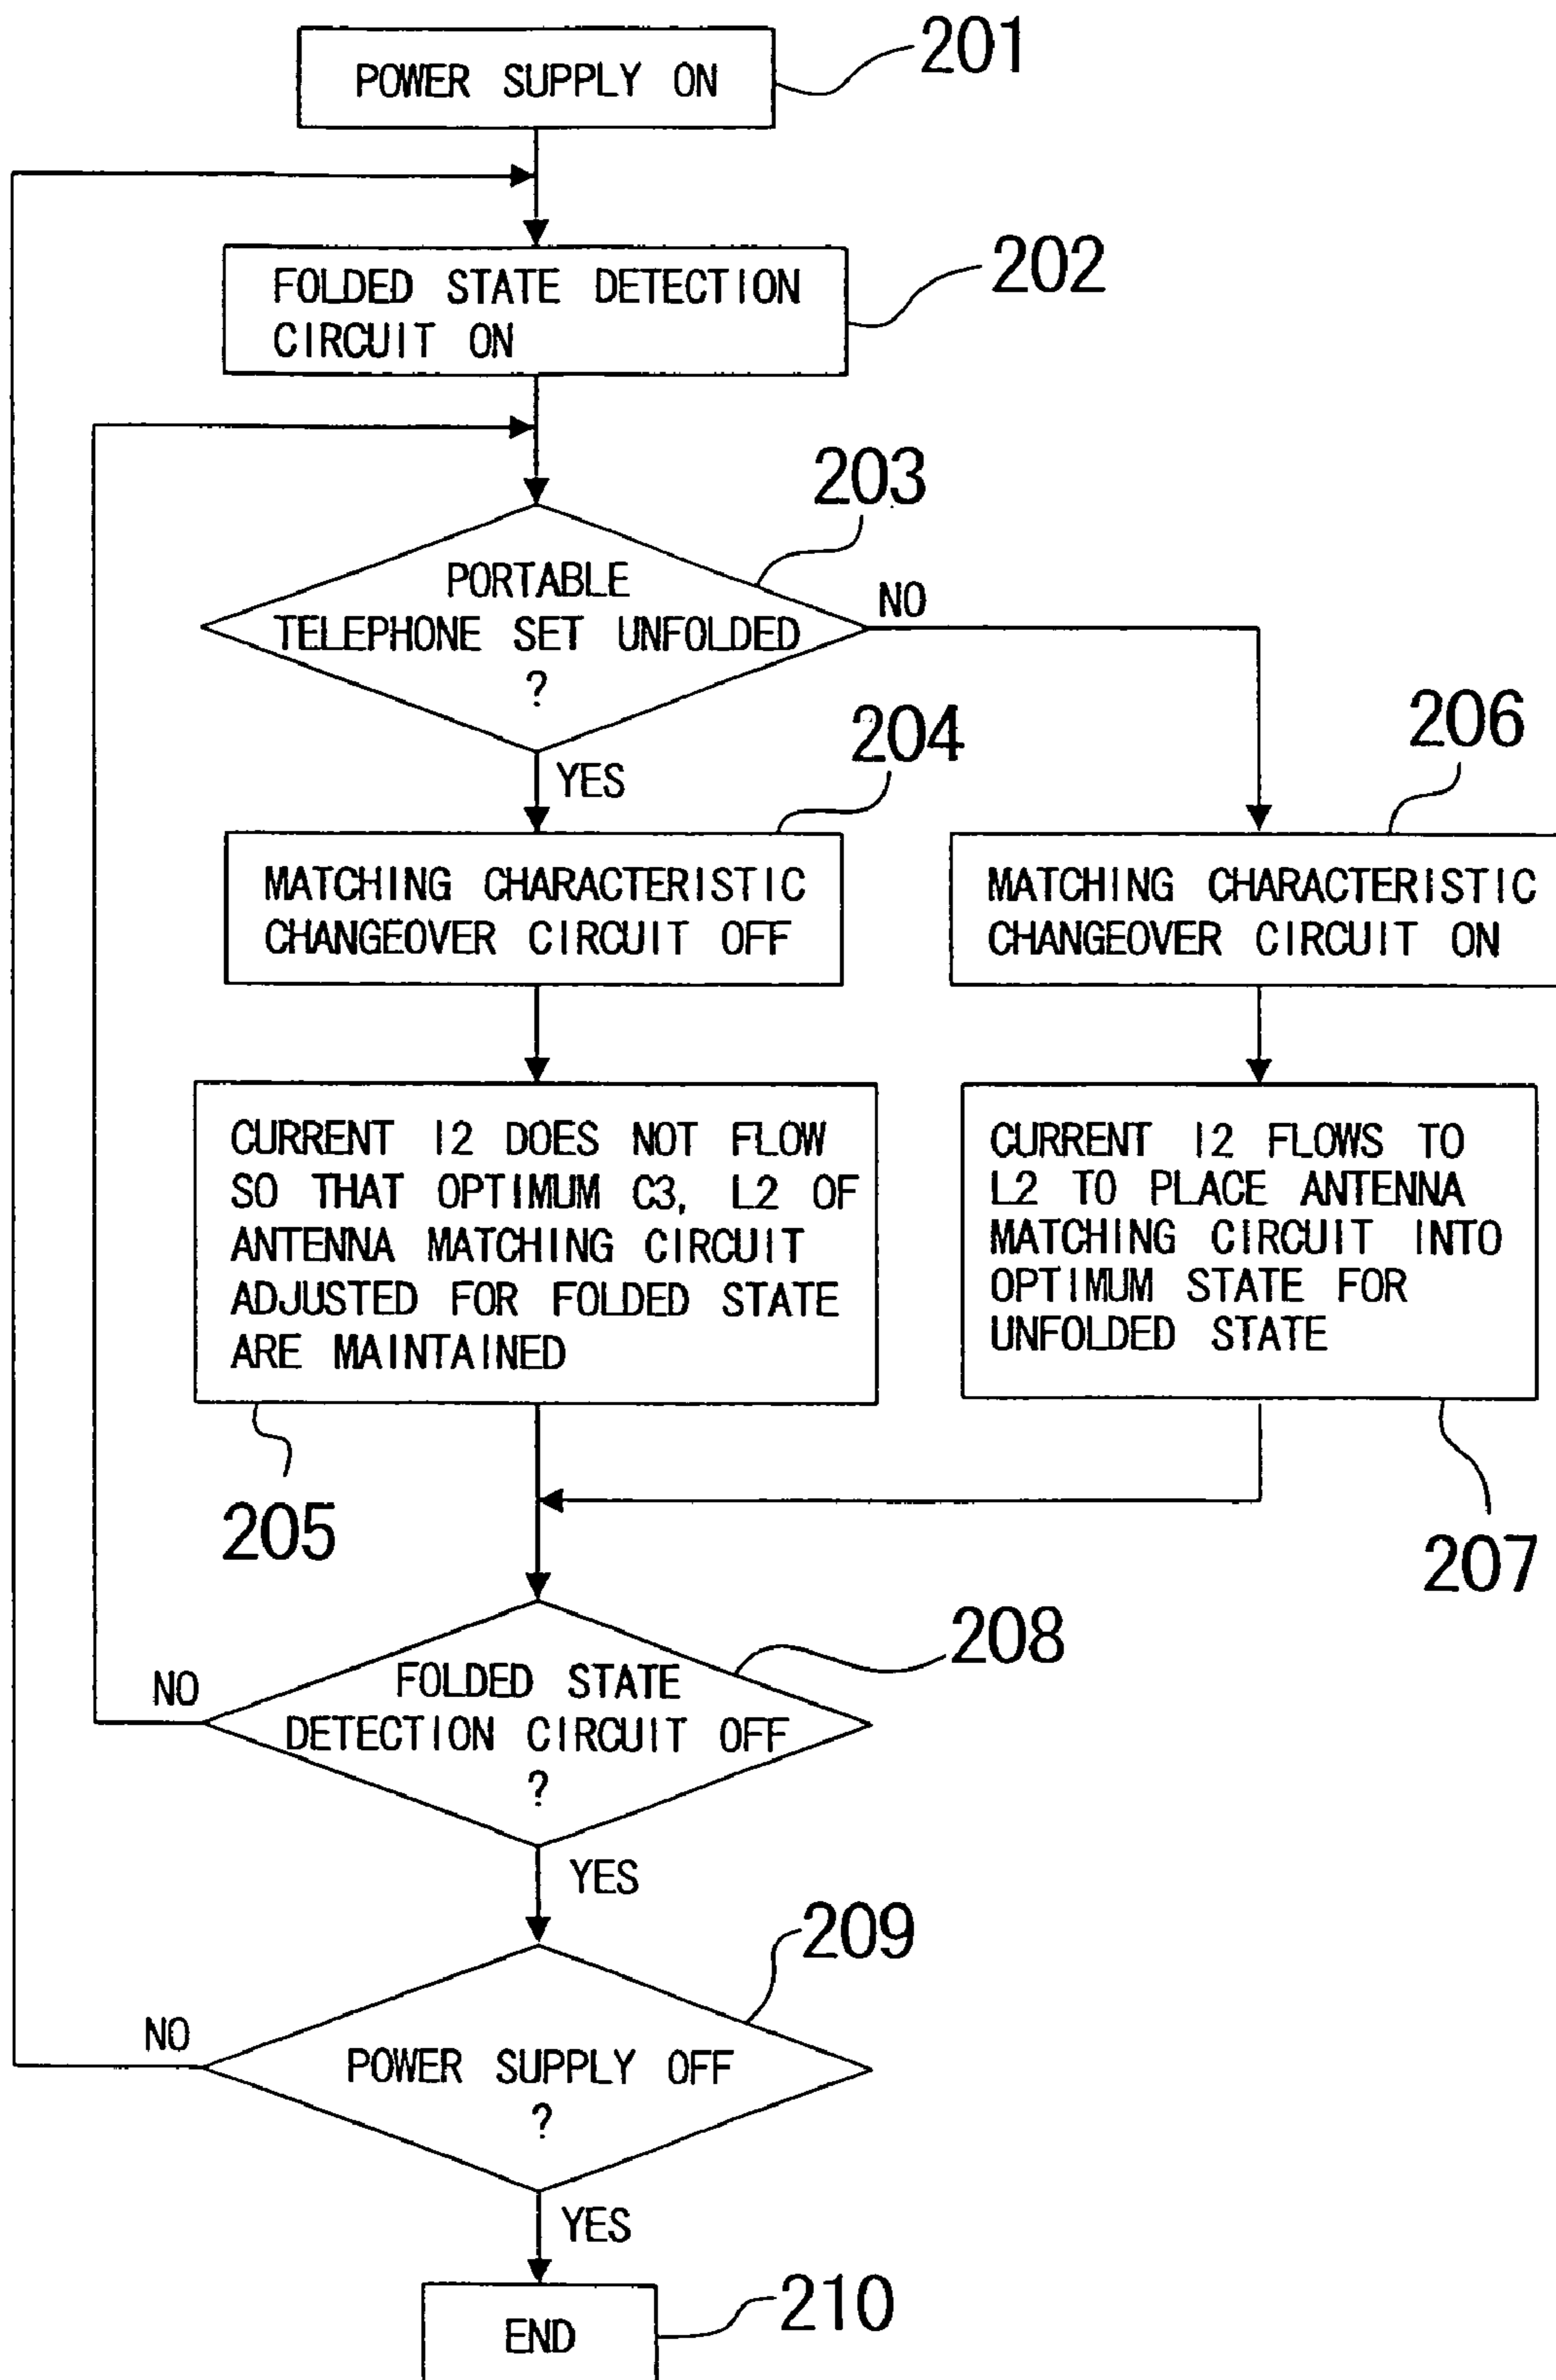 POWER SUPPLY ON
201
FOLDED STATE DETECTION
CIRCUIT ON
202
203
PORTABLE
TELEPHONE SET UNFOLDED
?
NO
YES
204
206
MATCHING CHARACTERISTIC
CHANGEOVER CIRCUIT OFF
MATCHING CHARACTERISTIC
CHANGEOVER CIRCUIT ON
CURRENT I2 DOES NOT FLOW
SO THAT OPTIMUM C3, L2 OF
ANTENNA MATCHING CIRCUIT
ADJUSTED FOR FOLDED STATE
ARE MAINTAINED
CURRENT I2 FLOWS TO
L2 TO PLACE ANTENNA
MATCHING CIRCUIT INTO
OPTIMUM STATE FOR
UNFOLDED STATE
205
207
208
FOLDED STATE
DETECTION CIRCUIT OFF
?
NO
YES
209
POWER SUPPLY OFF
?
NO
YES
END
210